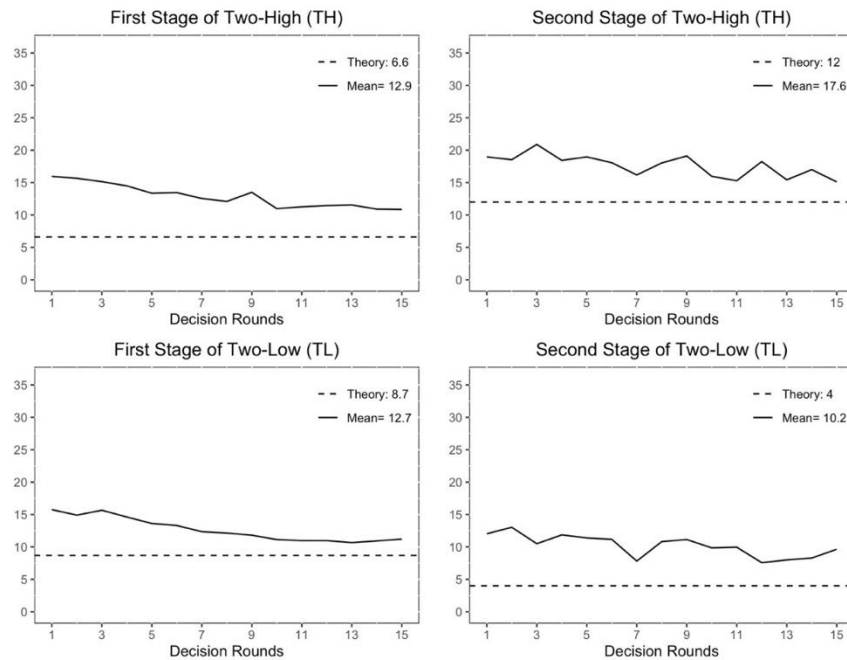 First Stage of Two-High (TH)
35
30
25
20
15
10
5
0
Theory: 6.6
Mean= 12.9
1 3 5 7 9 11 13 15
Decision Rounds
Second Stage of Two-High (TH)
35
30
25
20
15
10
5
0
Theory: 12
Mean= 17.6
1 3 5 7 9 11 13 15
Decision Rounds
First Stage of Two-Low (TL)
35
30
25
20
15
10
5
0
Theory: 8.7
Mean= 12.7
1 3 5 7 9 11 13 15
Decision Rounds
Second Stage of Two-Low (TL)
35
30
25
20
15
10
5
0
Theory: 4
Mean= 10.2
1 3 5 7 9 11 13 15
Decision Rounds